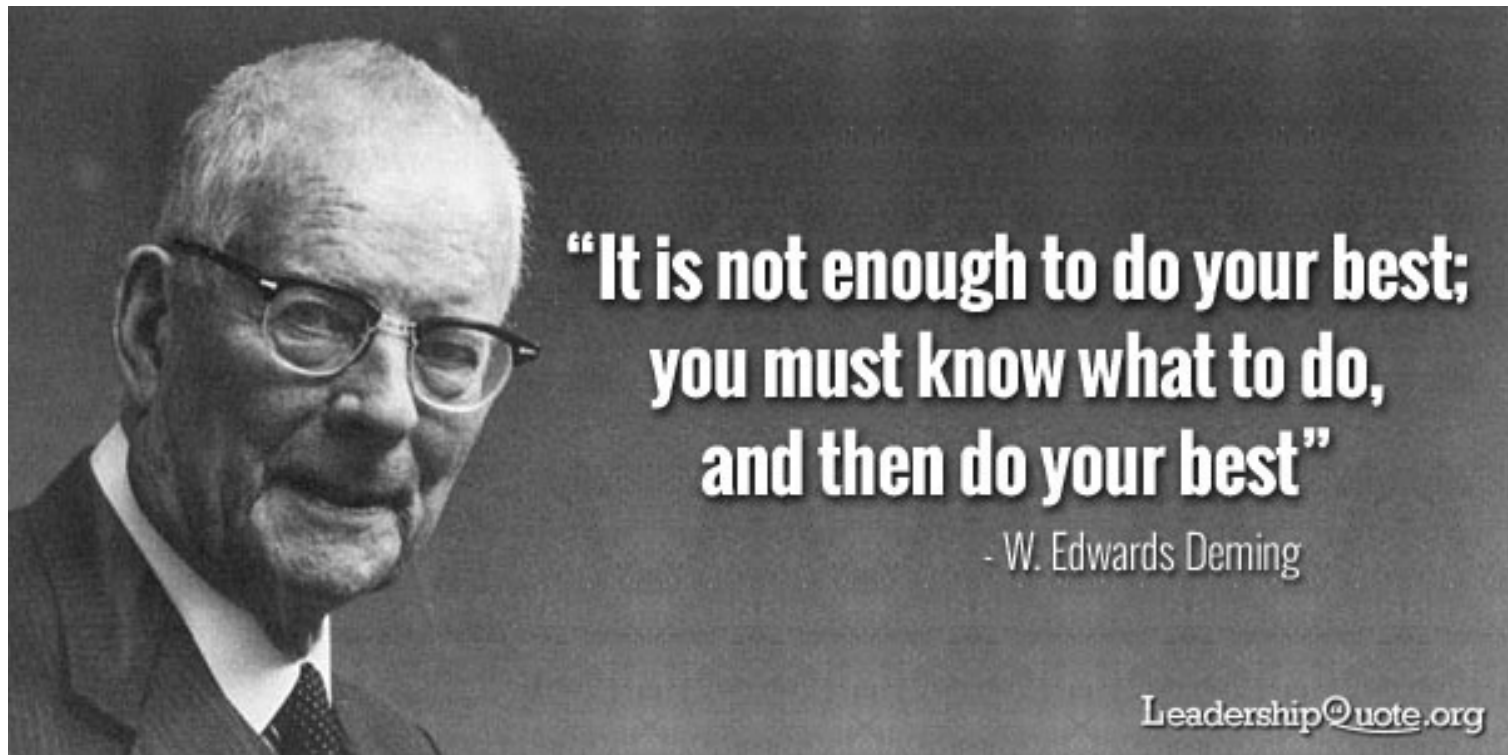 “It is not enough to do your best;
you must know what to do,
and then do your best”
- W. Edwards Deming
LeadershipQuote.org